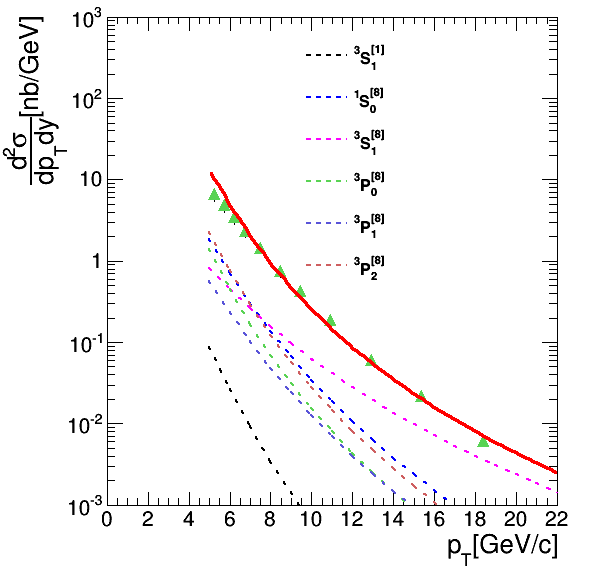 d²σ
dp_T dy [nb/GeV]
10³
10²
10
1
10⁻¹
10⁻²
10⁻³
³S₁^[1]
¹S₀^[8]
³S₁^[8]
³P₀^[8]
³P₁^[8]
³P₂^[8]
0 2 4 6 8 10 12 14 16 18 20 22
p_T[GeV/c]